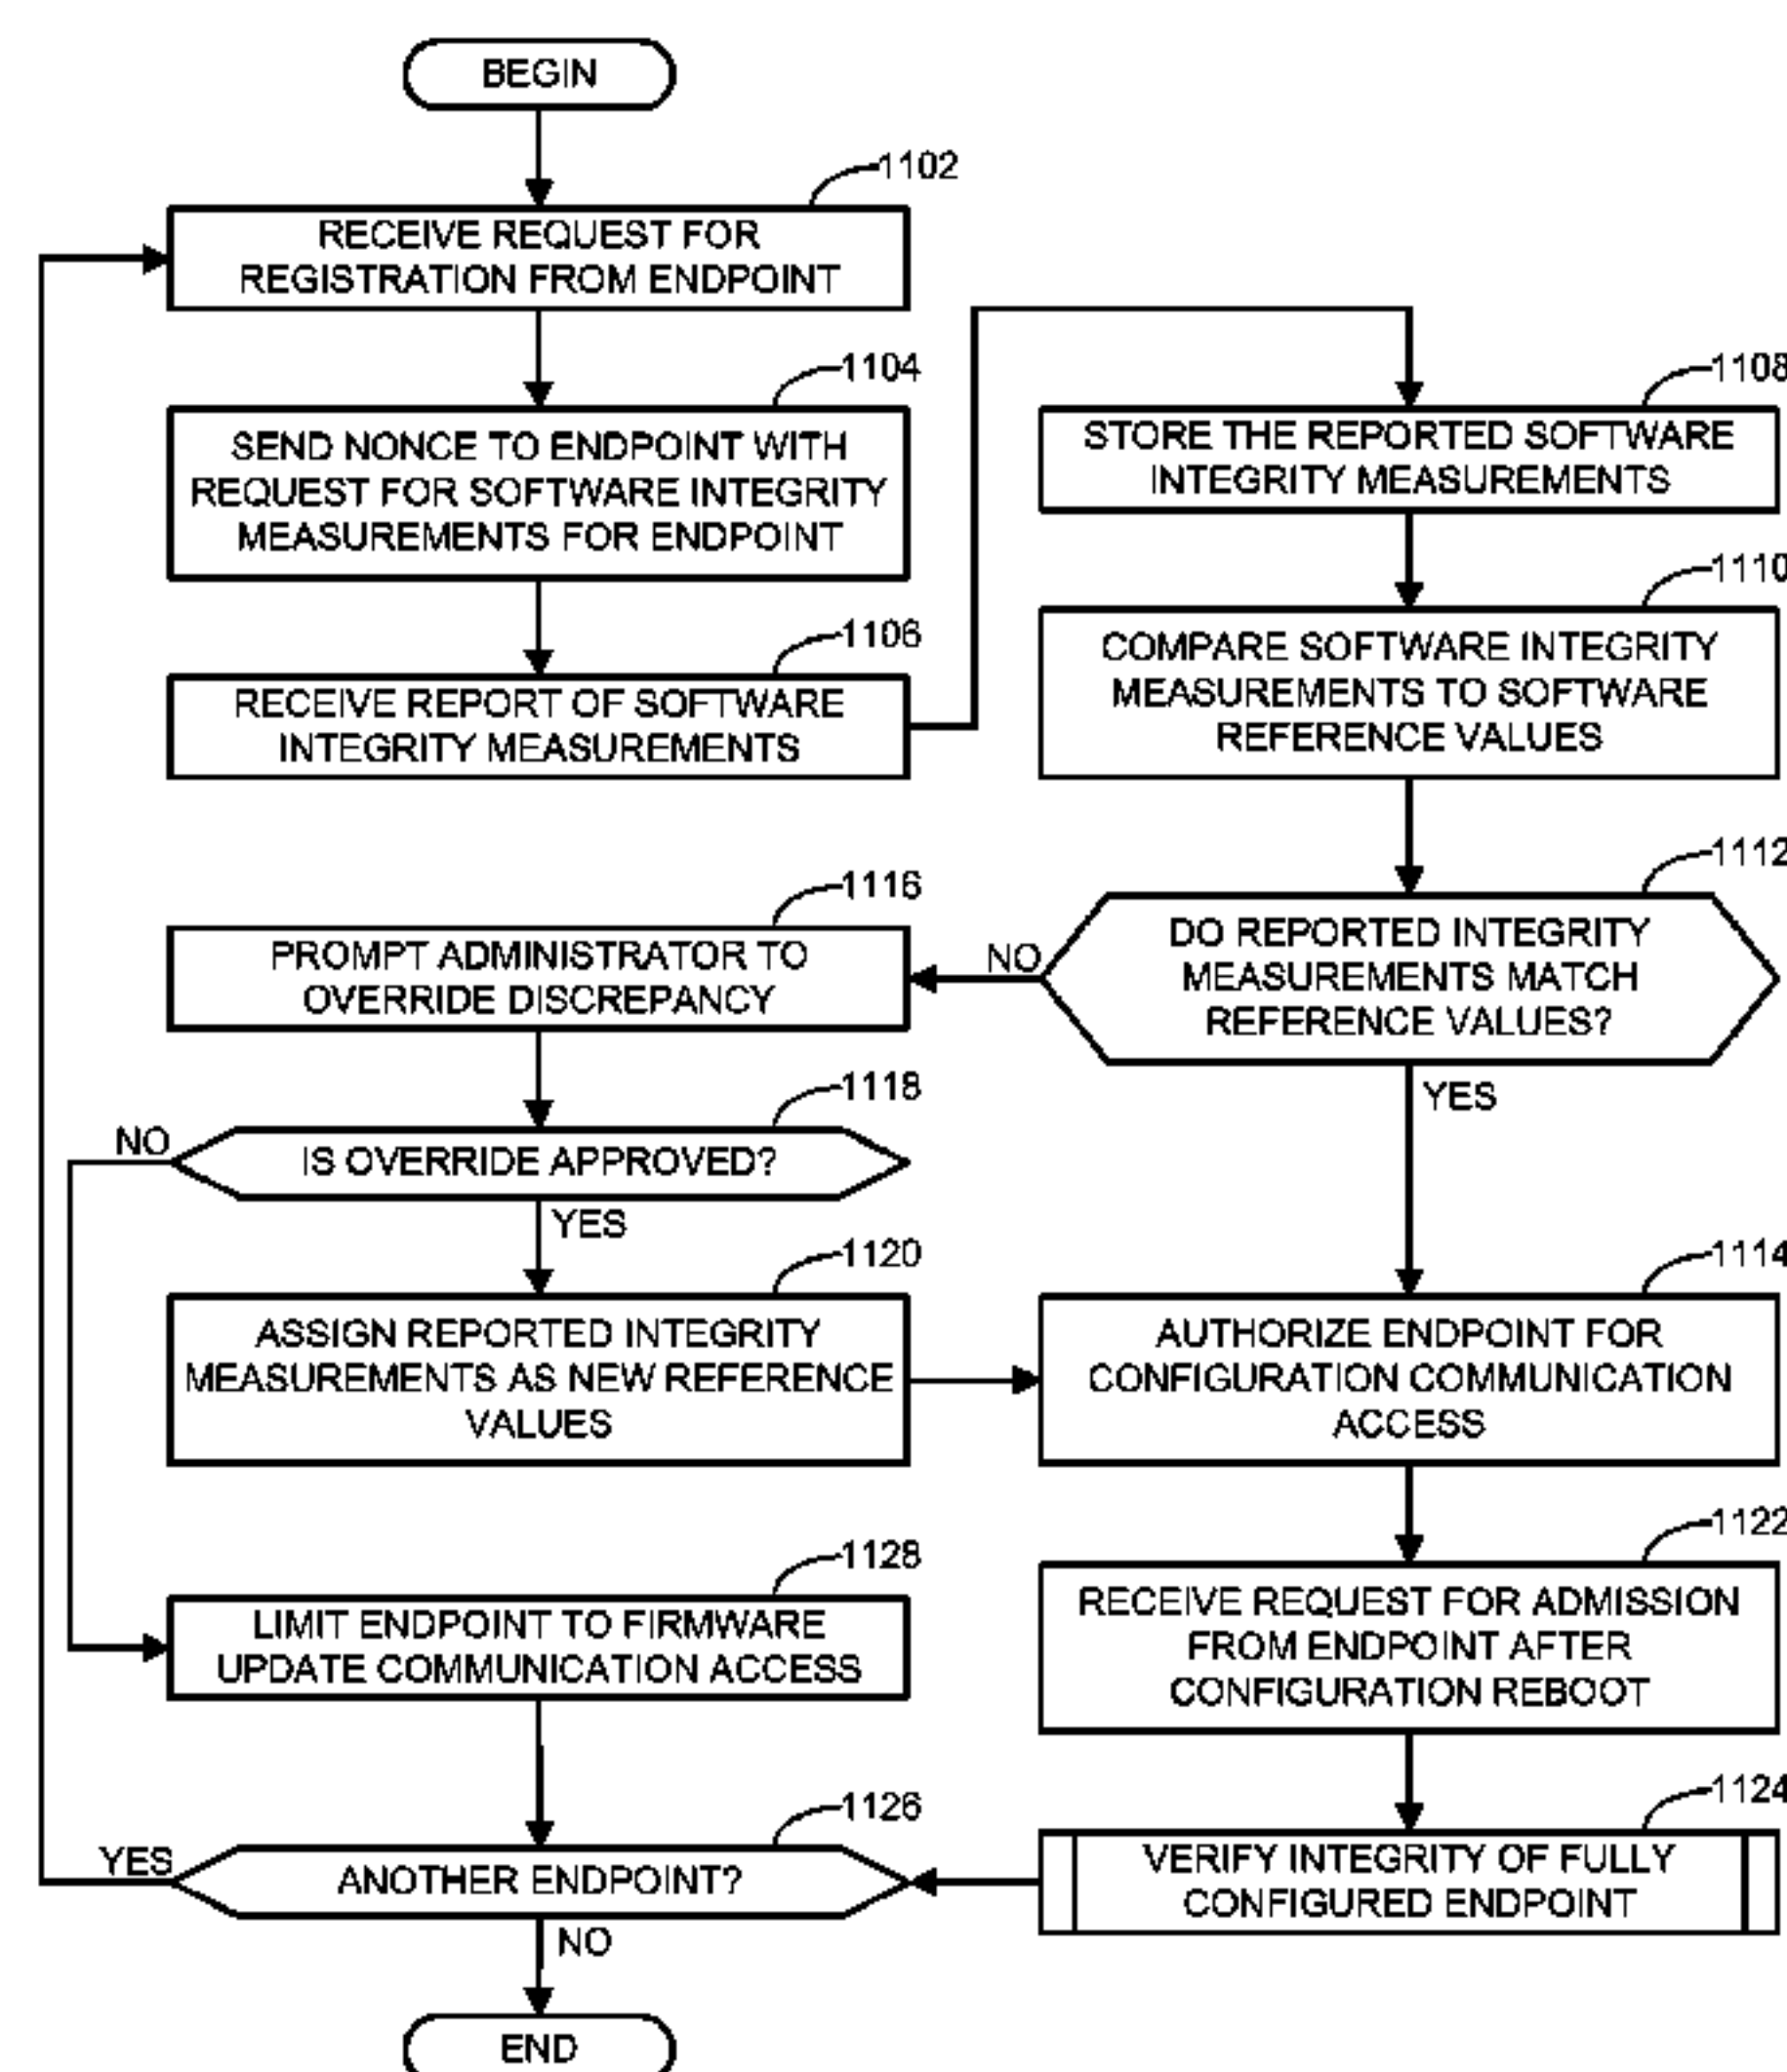 BEGIN
1102
RECEIVE REQUEST FOR
REGISTRATION FROM ENDPOINT
1104
SEND NONCE TO ENDPOINT WITH
REQUEST FOR SOFTWARE INTEGRITY
MEASUREMENTS FOR ENDPOINT
1106
RECEIVE REPORT OF SOFTWARE
INTEGRITY MEASUREMENTS
1108
STORE THE REPORTED SOFTWARE
INTEGRITY MEASUREMENTS
1110
COMPARE SOFTWARE INTEGRITY
MEASUREMENTS TO SOFTWARE
REFERENCE VALUES
1112
DO REPORTED INTEGRITY
MEASUREMENTS MATCH
REFERENCE VALUES?
NO
YES
1116
PROMPT ADMINISTRATOR TO
OVERRIDE DISCREPANCY
1118
IS OVERRIDE APPROVED?
NO
YES
1120
ASSIGN REPORTED INTEGRITY
MEASUREMENTS AS NEW REFERENCE
VALUES
1114
AUTHORIZE ENDPOINT FOR
CONFIGURATION COMMUNICATION
ACCESS
1122
RECEIVE REQUEST FOR ADMISSION
FROM ENDPOINT AFTER
CONFIGURATION REBOOT
1124
VERIFY INTEGRITY OF FULLY
CONFIGURED ENDPOINT
1128
LIMIT ENDPOINT TO FIRMWARE
UPDATE COMMUNICATION ACCESS
1126
ANOTHER ENDPOINT?
YES
NO
END